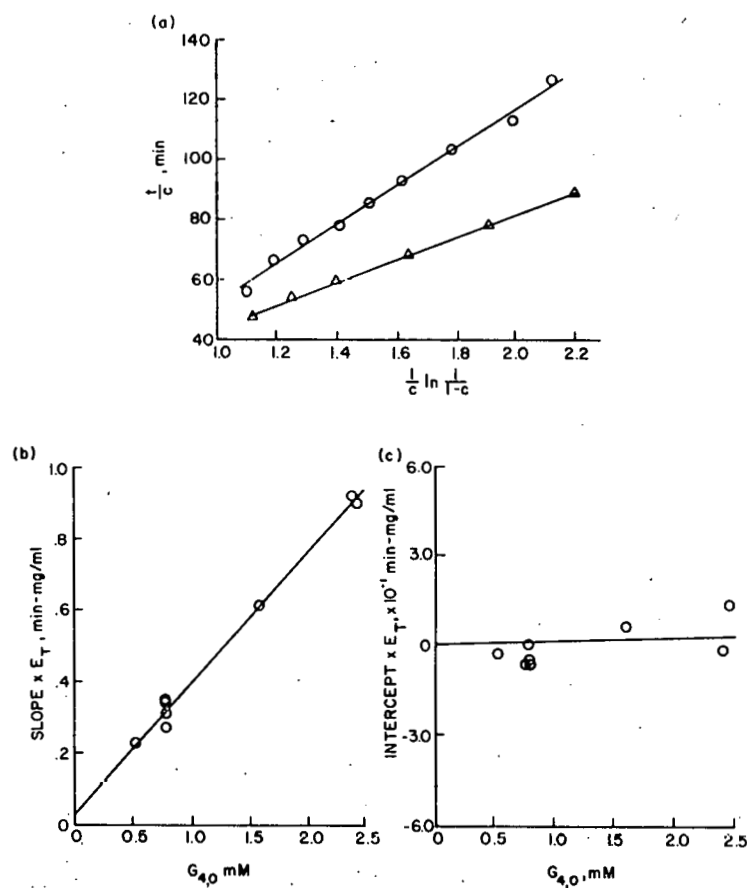 (a)
140
120
100
80
60
40
t/c, min
1.0 1.2 1.4 1.6 1.8 2.0 2.2
1/c ln 1/1-c
(b)
1.0
.8
.6
.4
.2
0
SLOPE x E_T, min-mg/ml
0 0.5 1.0 1.5 2.0 2.5
G_4,0 mM
(c)
6.0
3.0
0
-3.0
-6.0
INTERCEPT x E_T, x10^-1 min-mg/ml
0 0.5 1.0 1.5 2.0 2.5
G_4,0, mM